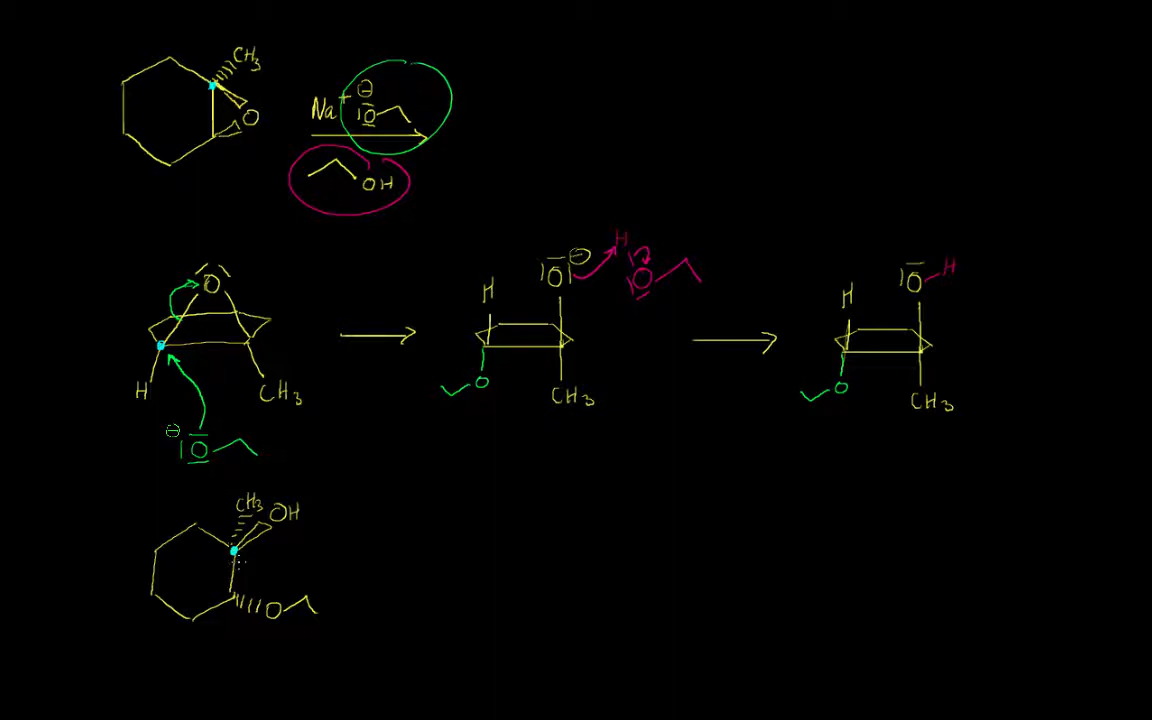 CH3
Na+ ⊖ |O
O
OH
H |O|⊖ H
O
|O
|O H
H
H CH3
O CH3
O CH3
⊖ |O
CH3 OH
O